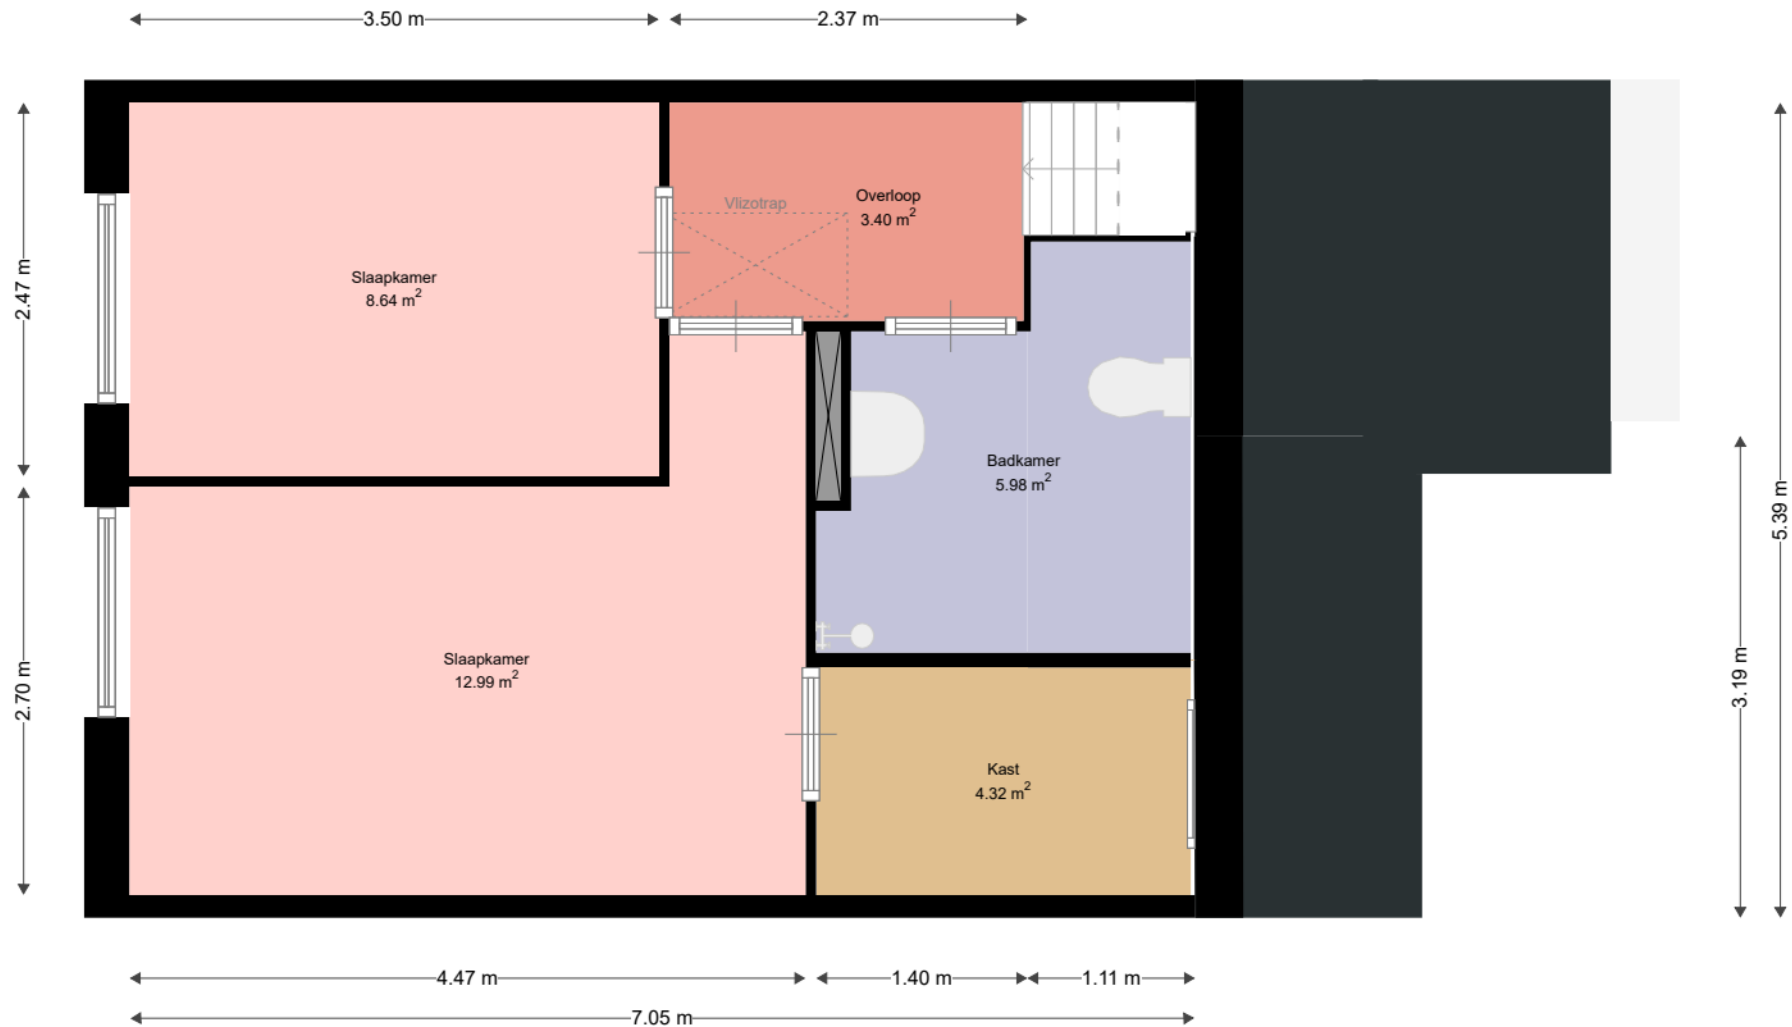 3.50 m
2.37 m
Vlizotrap
Overloop
3.40 m²
Slaapkamer
8.64 m²
2.47 m
Badkamer
5.98 m²
5.39 m
Slaapkamer
12.99 m²
2.70 m
3.19 m
Kast
4.32 m²
4.47 m
1.40 m
1.11 m
7.05 m